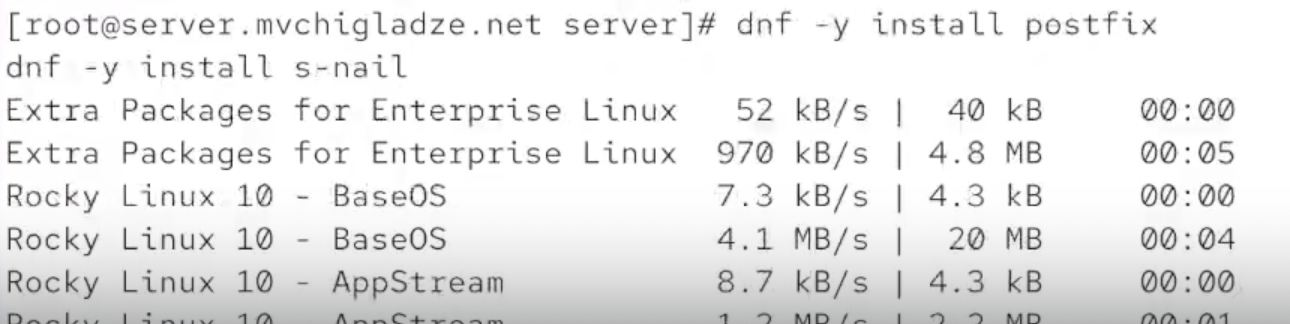 [root@server.mvchigladze.net server]# dnf -y install postfix
dnf -y install s-nail
Extra Packages for Enterprise Linux   52 kB/s |  40 kB     00:00
Extra Packages for Enterprise Linux  970 kB/s | 4.8 MB     00:05
Rocky Linux 10 - BaseOS              7.3 kB/s | 4.3 kB     00:00
Rocky Linux 10 - BaseOS              4.1 MB/s |  20 MB     00:04
Rocky Linux 10 - AppStream           8.7 kB/s | 4.3 kB     00:00
Rocky Linux 10 - AppStream           1.2 MB/s | 2.2 MB     00:01